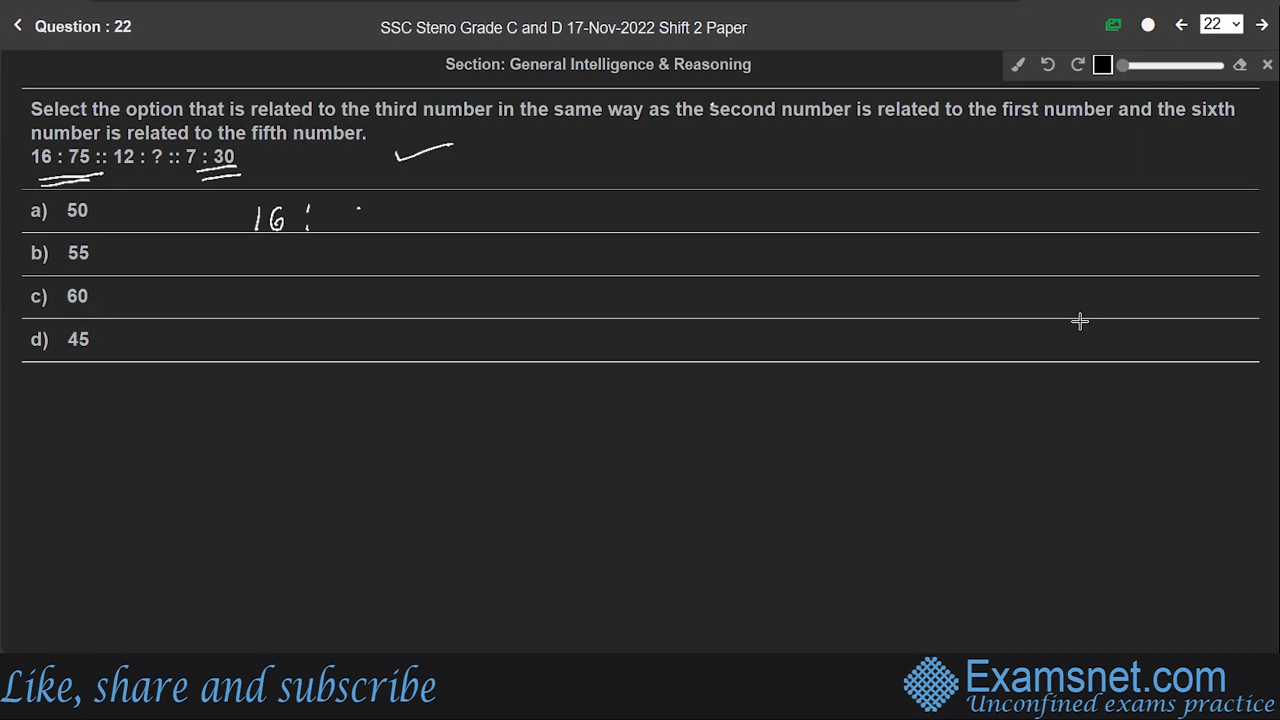 Question : 22
SSC Steno Grade C and D 17-Nov-2022 Shift 2 Paper
22
Section: General Intelligence & Reasoning
Select the option that is related to the third number in the same way as the second number is related to the first number and the sixth
number is related to the fifth number.
16 : 75 :: 12 : ? :: 7 : 30
a) 50
16 :
b) 55
c) 60
d) 45
Like, share and subscribe
Examsnet.com
Unconfined exams practice